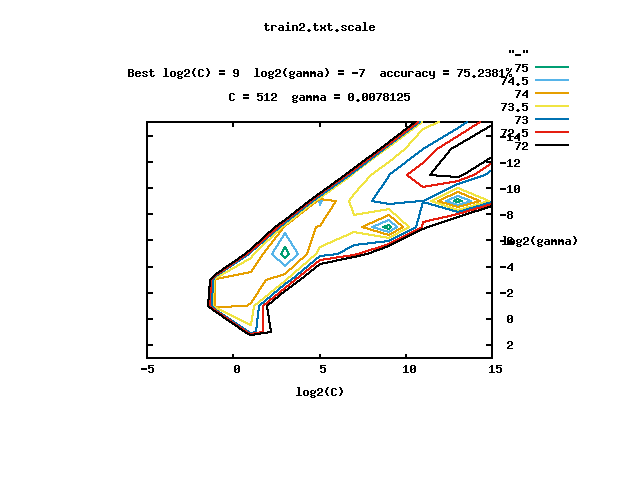 train2.txt.scale
"-"
Best log2(C) = 9  log2(gamma) = -7  accuracy = 75.2381%
75
74.5
C = 512  gamma = 0.0078125
74
73.5
73
72.5
72
-14
-12
-10
-8
-6
log2(gamma)
-4
-2
0
2
-5 0 5 10 15
log2(C)